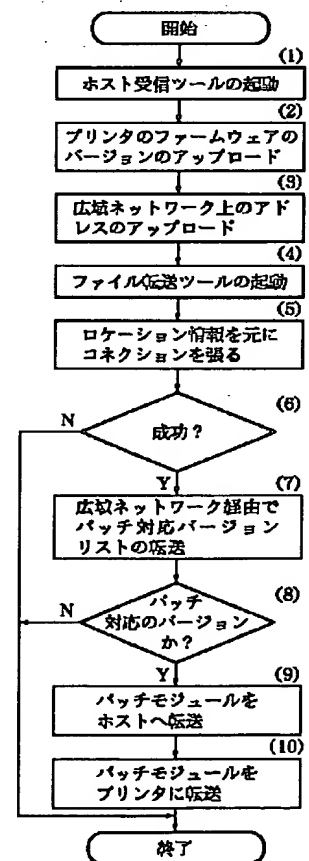 開始
(1)
ホスト受信ツールの起動
(2)
プリンタのファームウェアの
バージョンのアップロード
(3)
広域ネットワーク上のアド
レスのアップロード
(4)
ファイル転送ツールの起動
(5)
ロケーション情報を元に
コネクションを張る
(6)
成功?
N
Y
(7)
広域ネットワーク経由で
パッチ対応バージョン
リストの転送
(8)
パッチ
対応のバージョン
か?
N
Y
(9)
パッチモジュールを
ホストへ転送
(10)
パッチモジュールを
プリンタに転送
終了